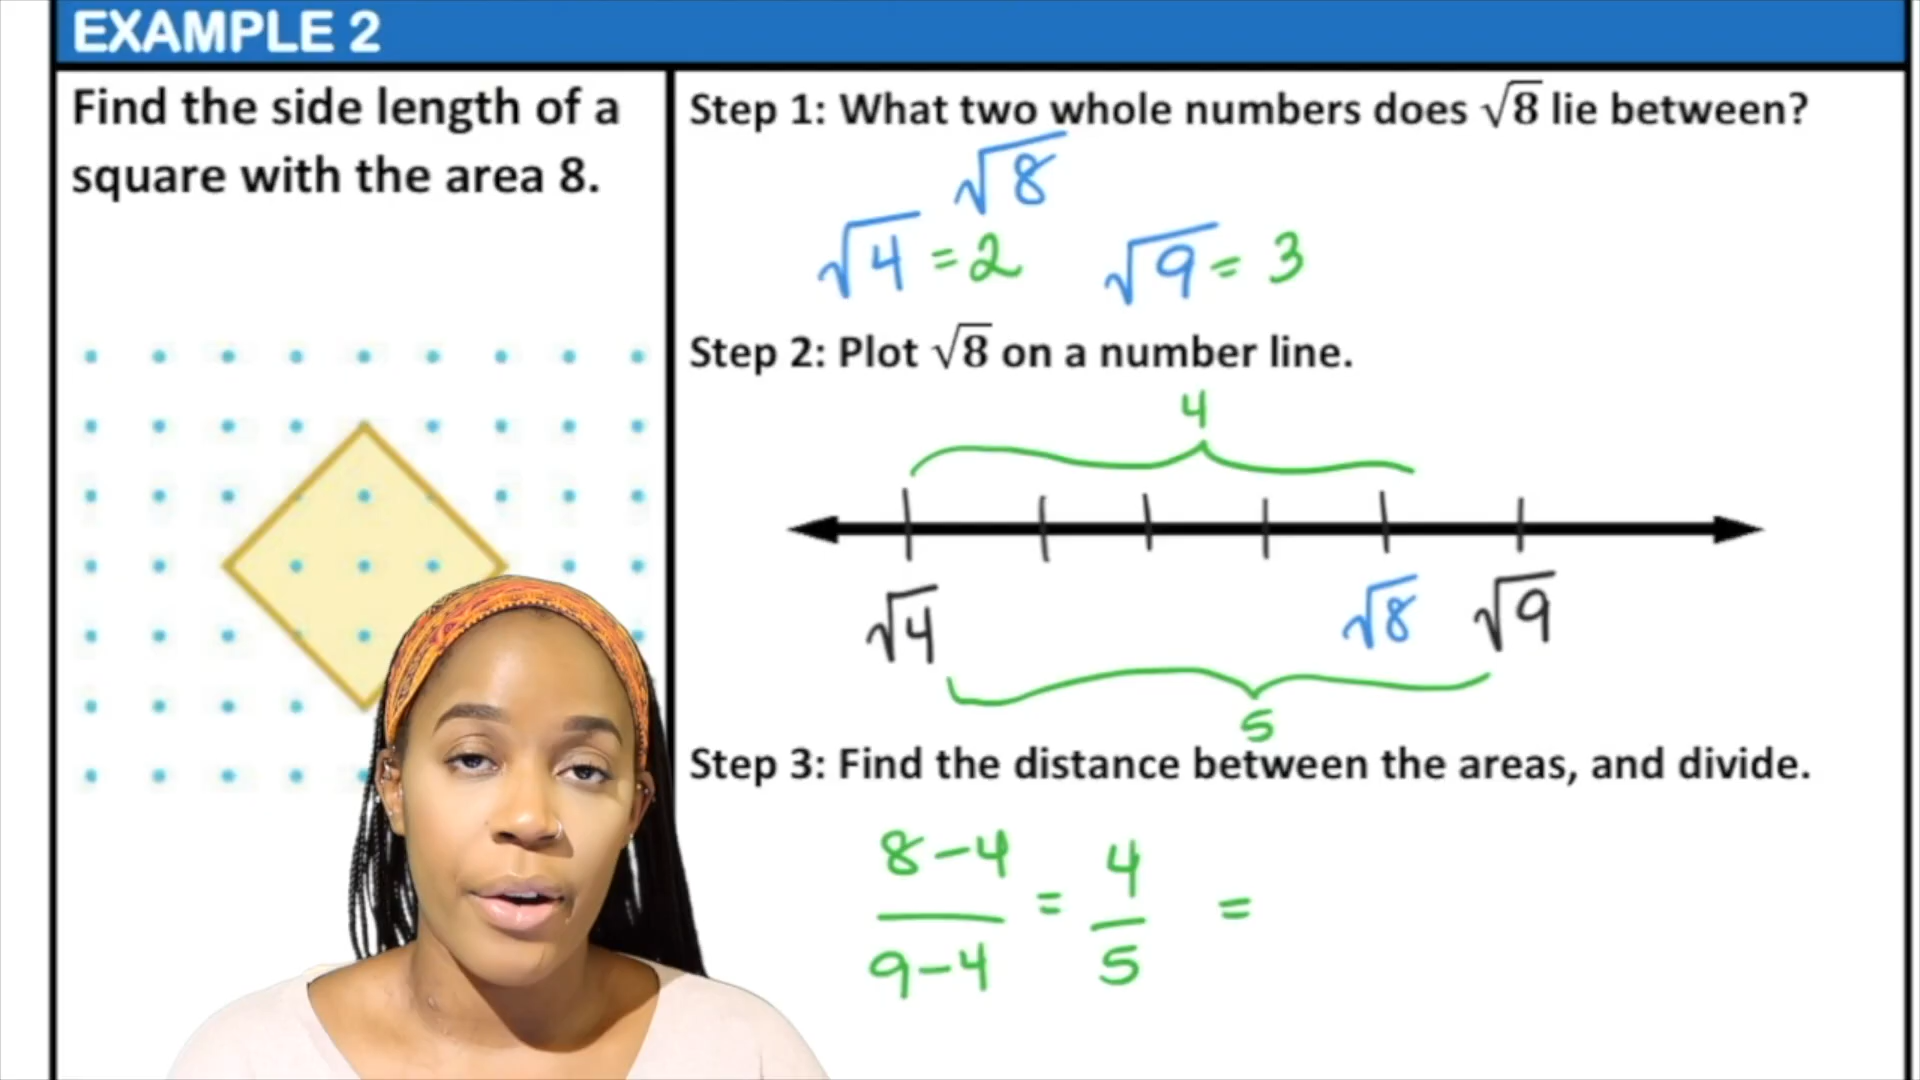 EXAMPLE 2
Find the side length of a
square with the area 8.
Step 1: What two whole numbers does √8 lie between?
√8
√4 = 2 √9 = 3
Step 2: Plot √8 on a number line.
4
√4 √8 √9
5
Step 3: Find the distance between the areas, and divide.
8-4
= 4/5 =
9-4